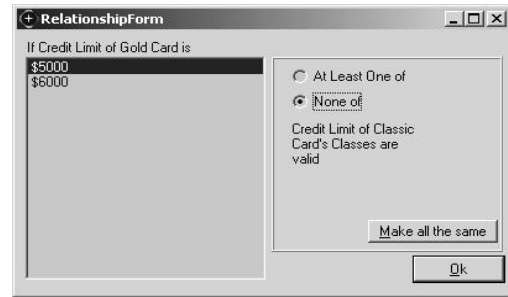 RelationshipForm
If Credit Limit of Gold Card is
$5000
$6000
At Least One of
None of
Credit Limit of Classic
Card's Classes are
valid
Make all the same
Ok